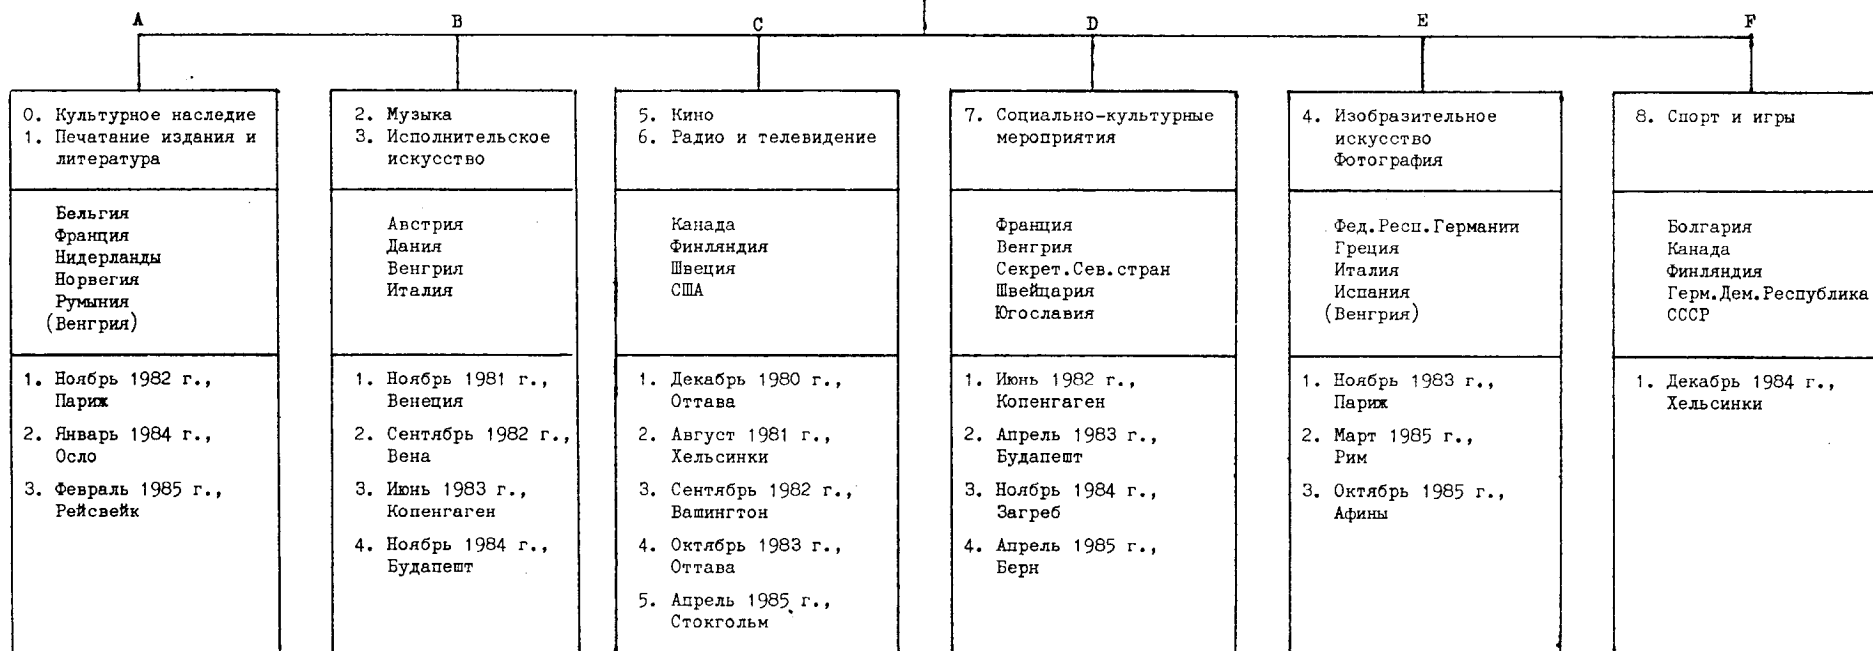 A
B
C
D
E
F
0. Культурное наследие
1. Печатание издания и
литература
Бельгия
Франция
Нидерланды
Норвегия
Румыния
(Венгрия)
1. Ноябрь 1982 г.,
Париж
2. Январь 1984 г.,
Осло
3. Февраль 1985 г.,
Рейсвейк
2. Музыка
3. Исполнительское
искусство
Австрия
Дания
Венгрия
Италия
1. Ноябрь 1981 г.,
Венеция
2. Сентябрь 1982 г.,
Вена
3. Июнь 1983 г.,
Копенгаген
4. Ноябрь 1984 г.,
Будапешт
5. Кино
6. Радио и телевидение
Канада
Финляндия
Швеция
США
1. Декабрь 1980 г.,
Оттава
2. Август 1981 г.,
Хельсинки
3. Сентябрь 1982 г.,
Вашингтон
4. Октябрь 1983 г.,
Оттава
5. Апрель 1985 г.,
Стокгольм
7. Социально-культурные
мероприятия
Франция
Венгрия
Секрет.Сев.стран
Швейцария
Югославия
1. Июнь 1982 г.,
Копенгаген
2. Апрель 1983 г.,
Будапешт
3. Ноябрь 1984 г.,
Загреб
4. Апрель 1985 г.,
Берн
4. Изобразительное
искусство
Фотография
Фед.Респ.Германии
Греция
Италия
Испания
(Венгрия)
1. Ноябрь 1983 г.,
Париж
2. Март 1985 г.,
Рим
3. Октябрь 1985 г.,
Афины
8. Спорт и игры
Болгария
Канада
Финляндия
Герм.Дем.Республика
СССР
1. Декабрь 1984 г.,
Хельсинки